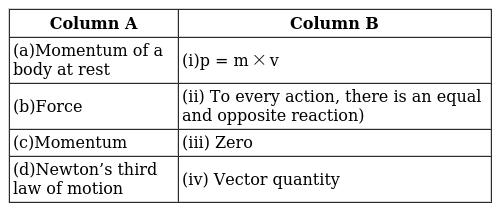 Column A
Column B
(a)Momentum of a
body at rest
(i)p = m × v
(b)Force
(ii) To every action, there is an equal
and opposite reaction)
(c)Momentum
(iii) Zero
(d)Newton’s third
law of motion
(iv) Vector quantity